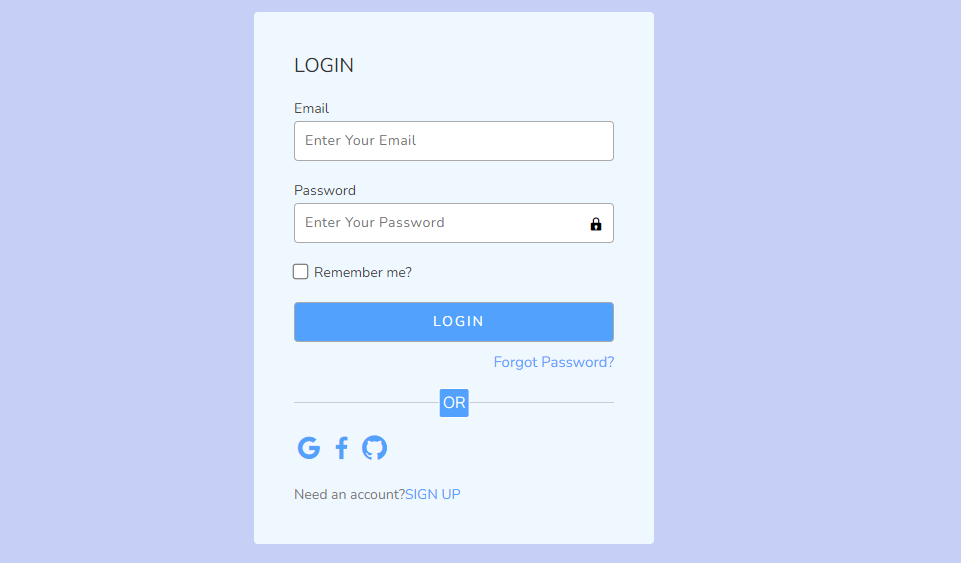 LOGIN
Email
Enter Your Email
Password
Enter Your Password
Remember me?
LOGIN
Forgot Password?
OR
Need an account?SIGN UP